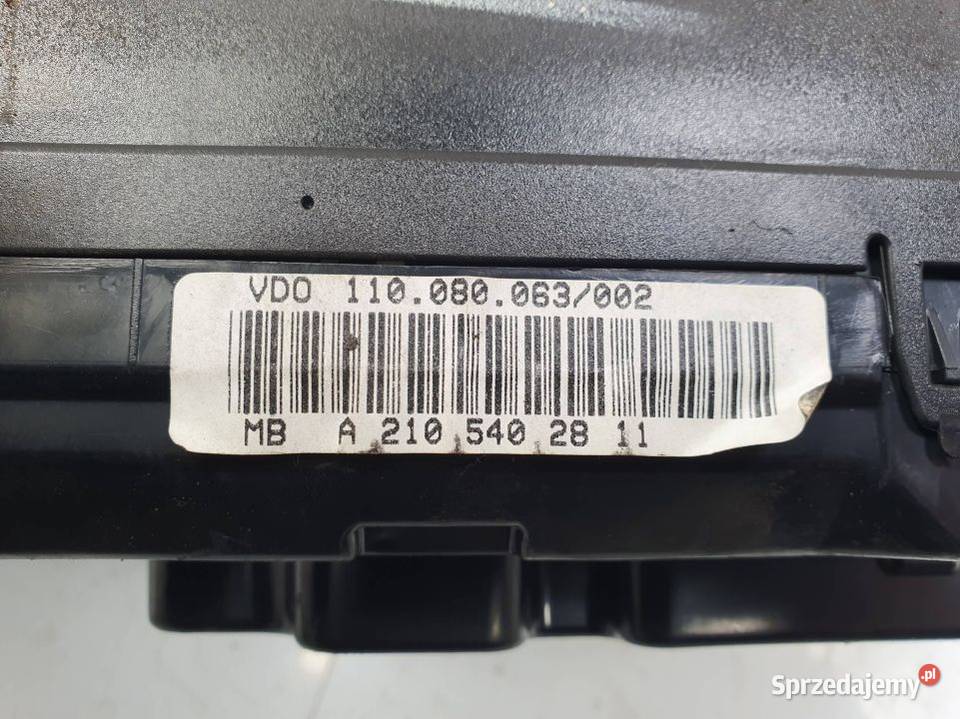 VDO 110.080.063/002
MB A 210 540 28 11
Sprzedajemy.pl